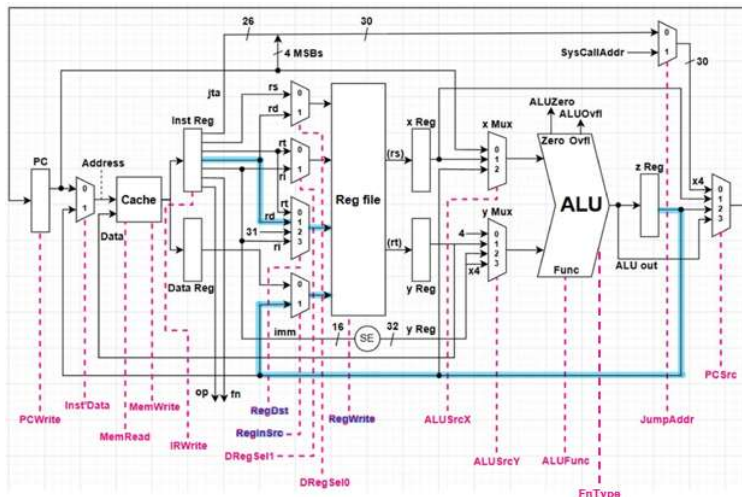 26
30
4 MSBs
SysCallAddr
0
1
30
jta
rs
rd
0
1
ALUZero
ALUOvfl
Inst Reg
x Reg
x Mux
Zero Ovfl
z Reg
x4
PC
Address
rt
ri
0
1
(rs)
0
1
2
0
1
Cache
Reg file
ALU
0
1
2
3
rt
rd
31
ri
0
1
2
3
y Mux
4
x4
0
1
2
3
Data
(rt)
Func
ALU out
Data Reg
0
1
y Reg
imm
16
SE
32
y Reg
op
fn
PCWrite
Inst'Data
MemRead
MemWrite
IRWrite
RegDst
RegInSrc
DRegSel1
DRegSel0
RegWrite
ALUSrcX
ALUSrcY
ALUFunc
FnType
JumpAddr
PCSrc